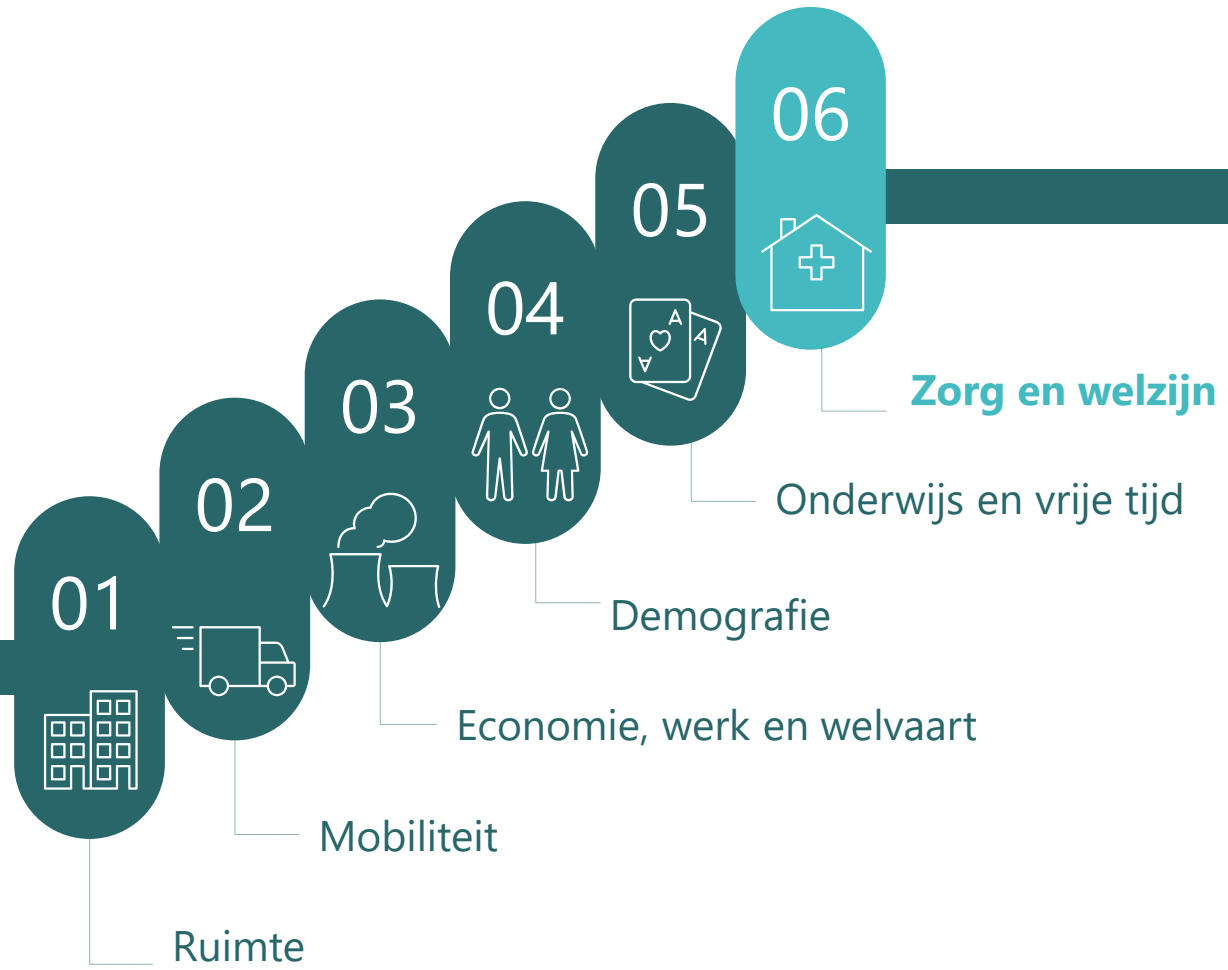 06
05
04
03
02
01
Zorg en welzijn
Onderwijs en vrije tijd
Demografie
Economie, werk en welvaart
Mobiliteit
Ruimte
A
A
A